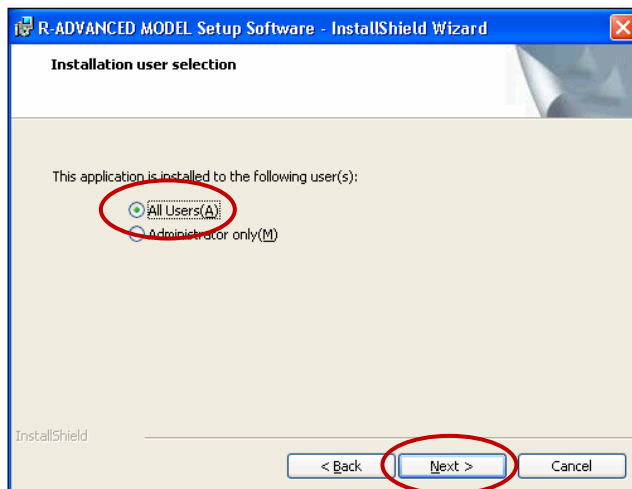 R-ADVANCED MODEL Setup Software - InstallShield Wizard
Installation user selection
This application is installed to the following user(s):
All Users(A)
Administrator only(M)
InstallShield
< Back Next > Cancel